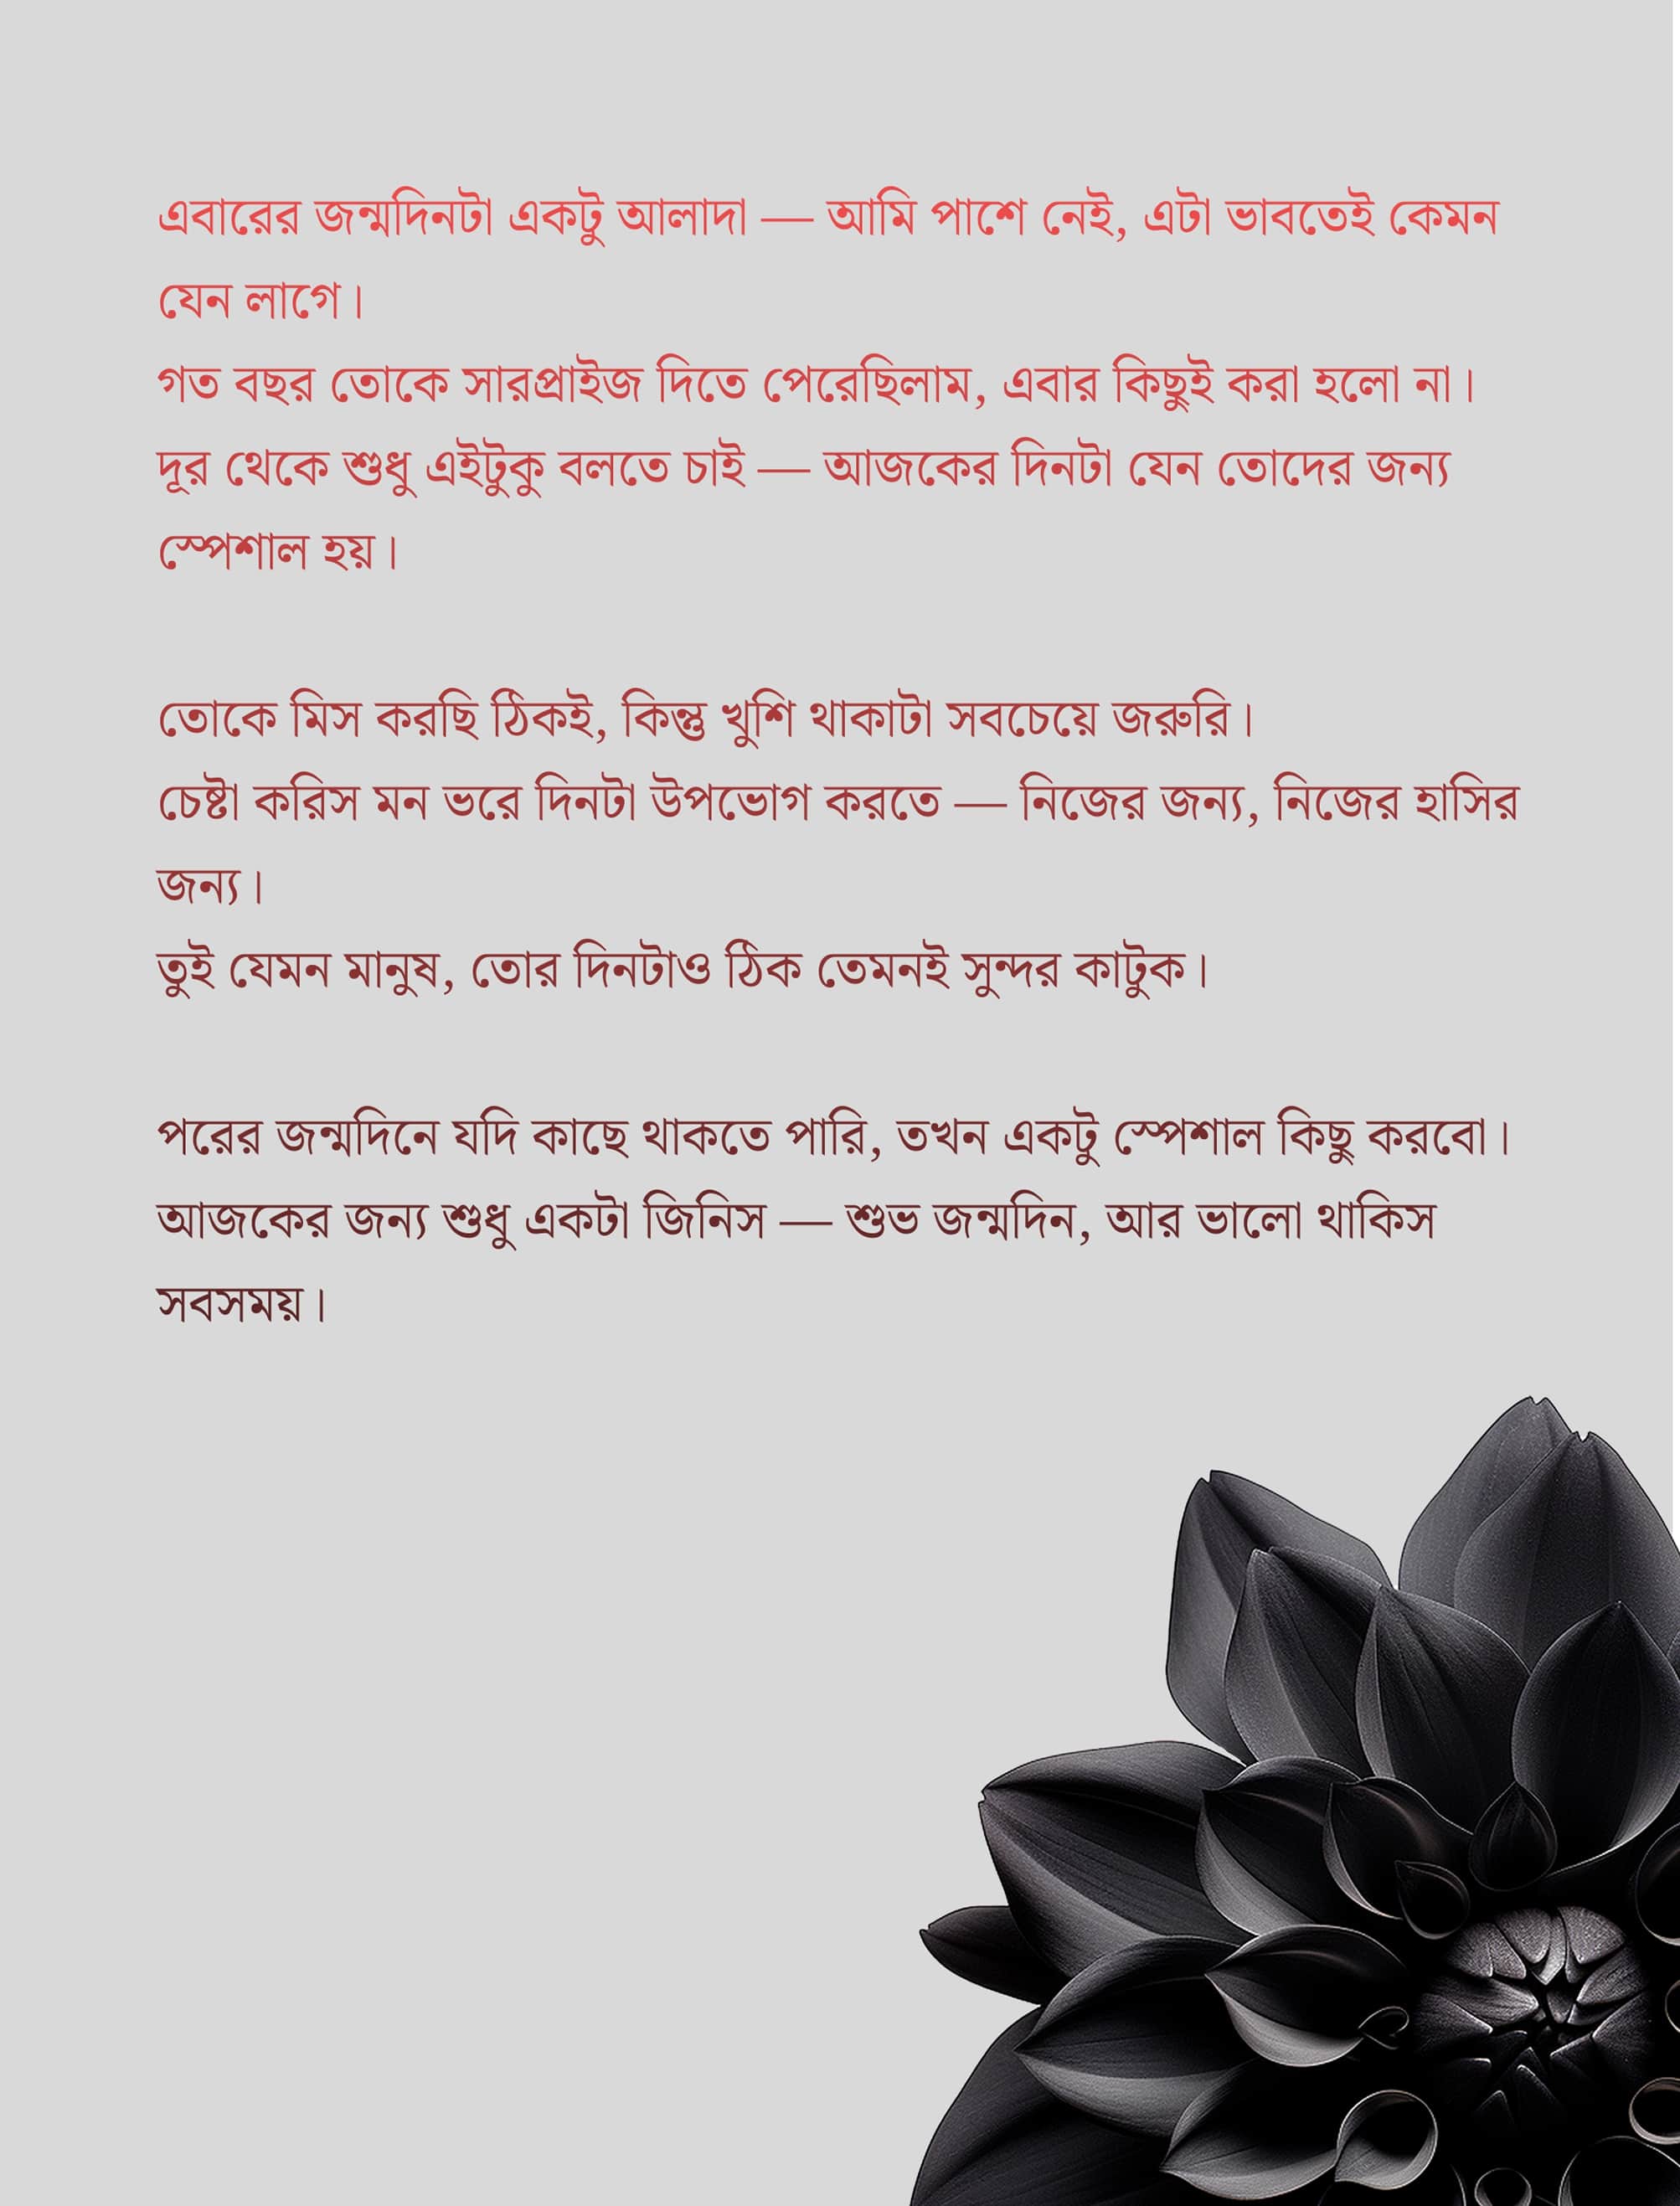 এবারের জন্মদিনটা একটু আলাদা — আমি পাশে নেই, এটা ভাবতেই কেমন
যেন লাগে।
গত বছর তোকে সারপ্রাইজ দিতে পেরেছিলাম, এবার কিছুই করা হলো না।
দূর থেকে শুধু এইটুকু বলতে চাই — আজকের দিনটা যেন তোদের জন্য
স্পেশাল হয়।
তোকে মিস করছি ঠিকই, কিন্তু খুশি থাকাটা সবচেয়ে জরুরি।
চেষ্টা করিস মন ভরে দিনটা উপভোগ করতে — নিজের জন্য, নিজের হাসির
জন্য।
তুই যেমন মানুষ, তোর দিনটাও ঠিক তেমনই সুন্দর কাটুক।
পরের জন্মদিনে যদি কাছে থাকতে পারি, তখন একটু স্পেশাল কিছু করবো।
আজকের জন্য শুধু একটা জিনিস — শুভ জন্মদিন, আর ভালো থাকিস
সবসময়।